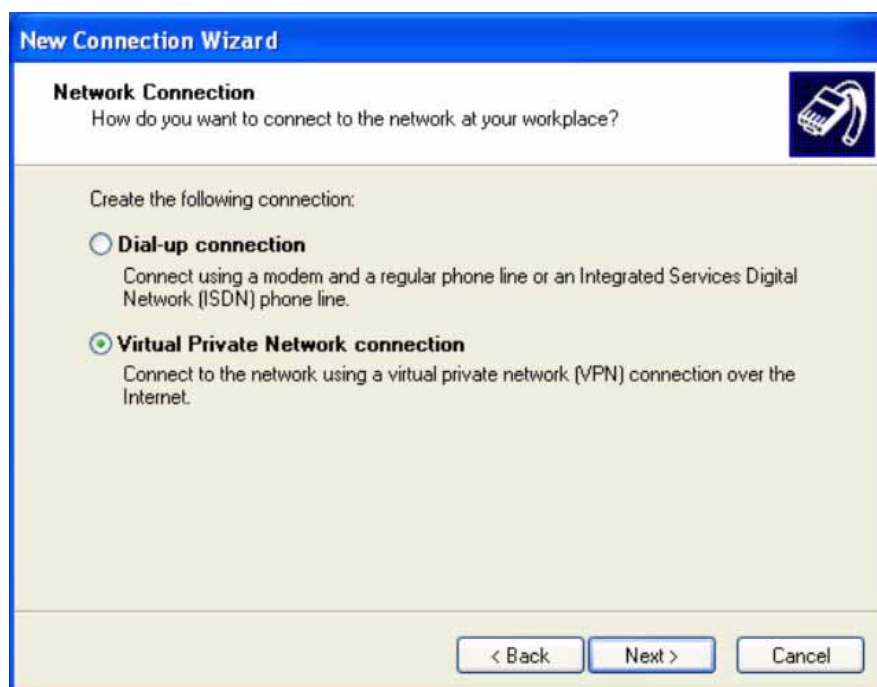 New Connection Wizard
Network Connection
How do you want to connect to the network at your workplace?
Create the following connection:
Dial-up connection
Connect using a modem and a regular phone line or an Integrated Services Digital
Network (ISDN) phone line.
Virtual Private Network connection
Connect to the network using a virtual private network (VPN) connection over the
Internet.
< Back
Next >
Cancel